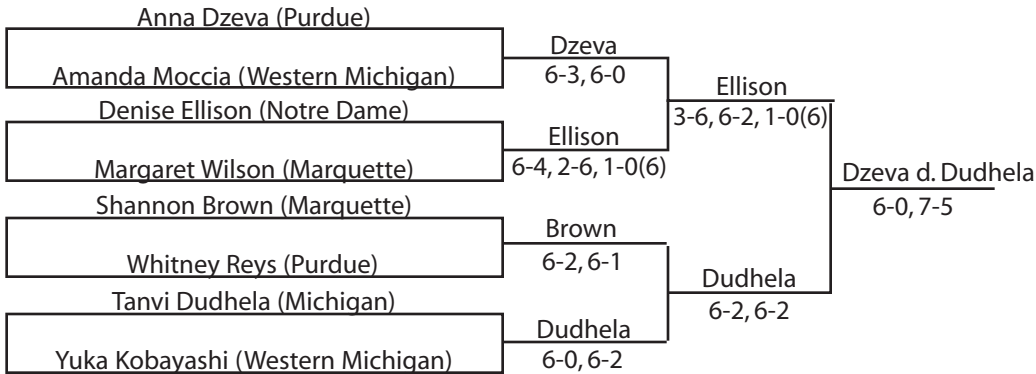 Anna Dzeva (Purdue)
Amanda Moccia (Western Michigan)
Denise Ellison (Notre Dame)
Margaret Wilson (Marquette)
Shannon Brown (Marquette)
Whitney Reys (Purdue)
Tanvi Dudhela (Michigan)
Yuka Kobayashi (Western Michigan)
Dzeva
6-3, 6-0
Ellison
6-4, 2-6, 1-0(6)
Brown
6-2, 6-1
Dudhela
6-0, 6-2
Ellison
3-6, 6-2, 1-0(6)
Dudhela
6-2, 6-2
Dzeva d. Dudhela
6-0, 7-5